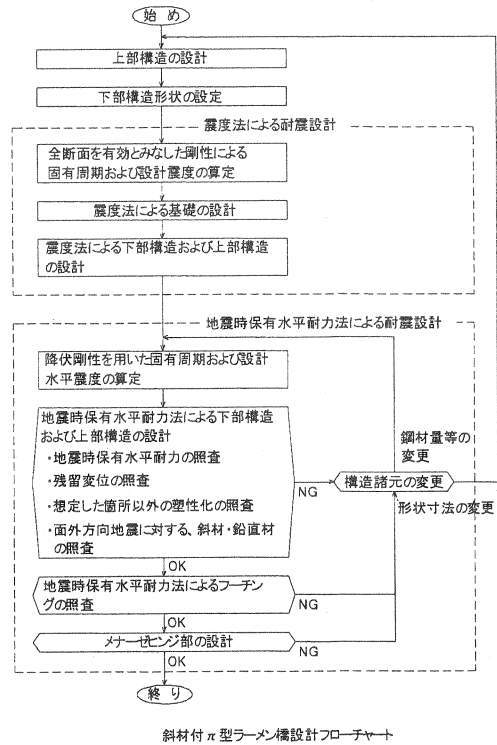 始め
上部構造の設計
下部構造形状の設定
震度法による耐震設計
全断面を有効とみなした剛性による
固有周期および設計震度の算定
震度法による基礎の設計
震度法による下部構造および上部構造
の設計
地震時保有水平耐力法による耐震設計
降伏剛性を用いた固有周期および設計
水平震度の算定
地震時保有水平耐力法による下部構造
および上部構造の設計
・地震時保有水平耐力の照査
・残留変位の照査
・想定した箇所以外の塑性化の照査
・面外方向地震に対する、斜材・鉛直材
の照査
NG
鋼材量等の
変更
構造諸元の変更
形状寸法の変更
OK
地震時保有水平耐力法によるフーチン
グの照査
NG
OK
メナーゼヒンジ部の設計
NG
OK
終り
斜材付π型ラーメン橋設計フローチャート